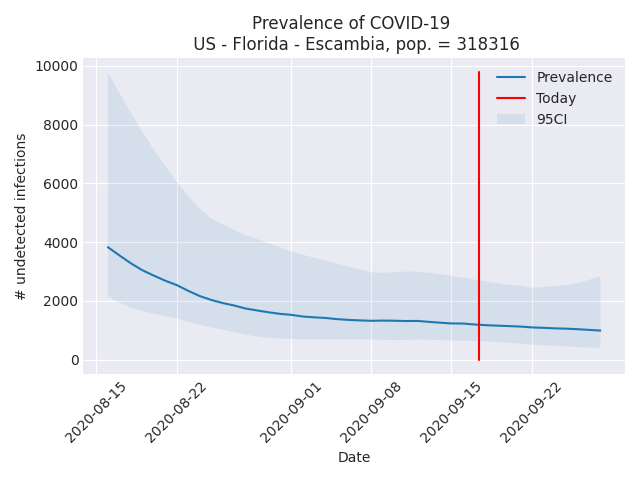 Prevalence of COVID-19
US - Florida - Escambia, pop. = 318316
Prevalence
Today
95CI
# undetected infections
10000
8000
6000
4000
2000
0
2020-08-15
2020-08-22
2020-09-01
2020-09-08
2020-09-15
2020-09-22
Date